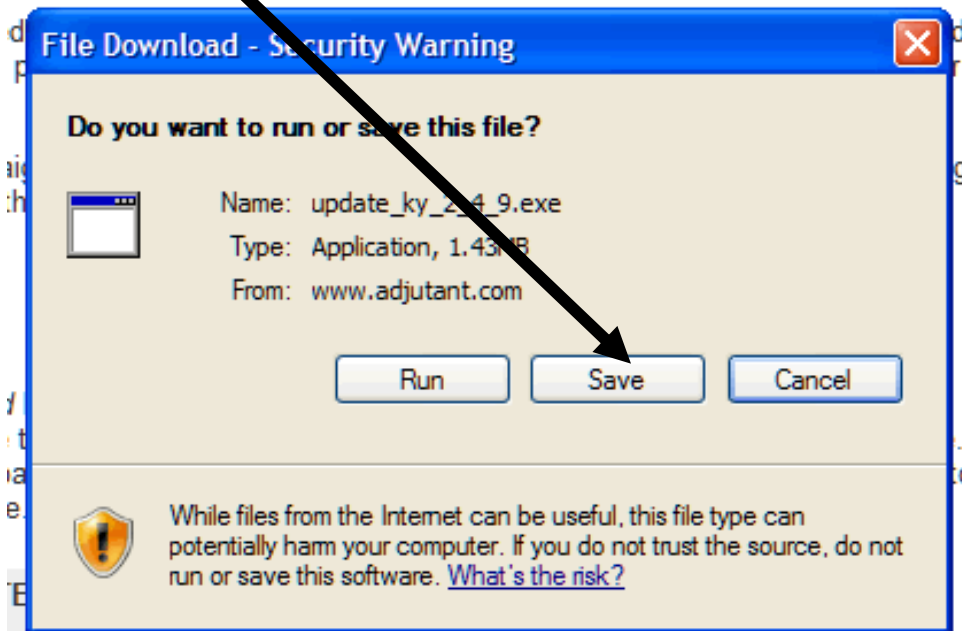 File Download - Security Warning
Do you want to run or save this file?
Name: update_ky_2_4_9.exe
Type: Application, 1.43MB
From: www.adjutant.com
Run Save Cancel
While files from the Internet can be useful, this file type can
potentially harm your computer. If you do not trust the source, do not
run or save this software. What's the risk?